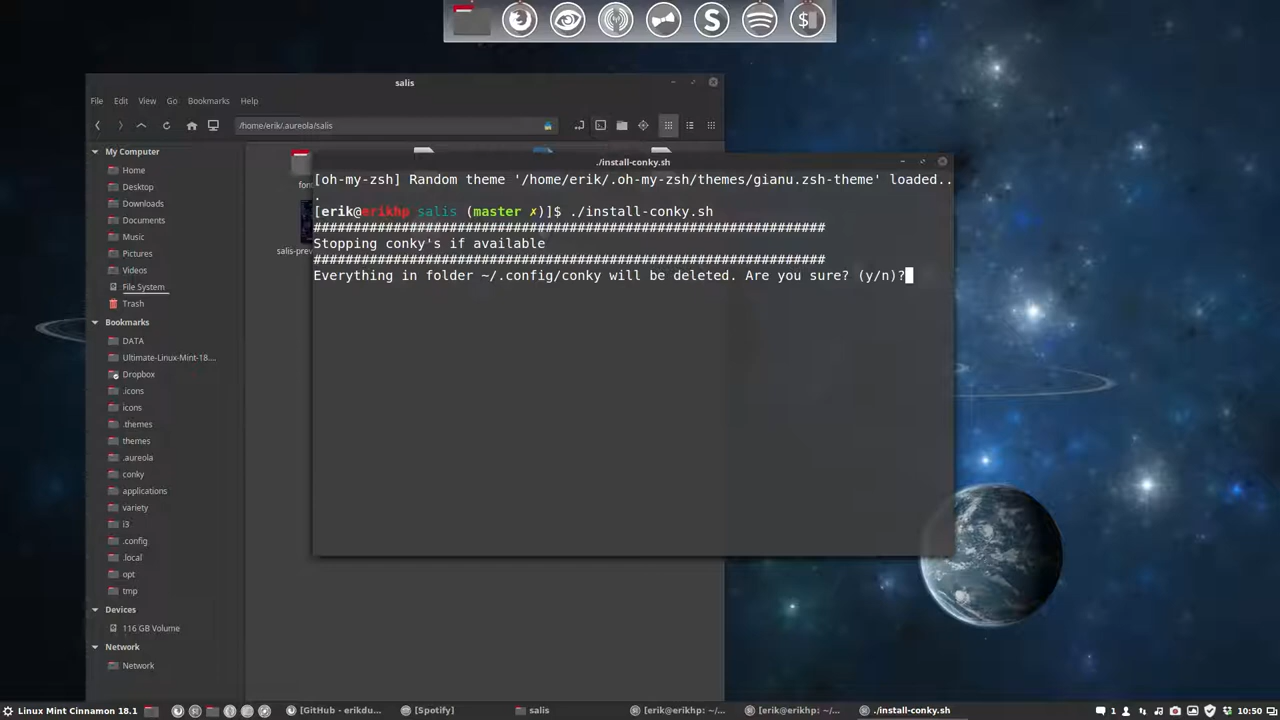 S
$
salis
File Edit View Go Bookmarks Help
/home/erik/.aureola/salis
My Computer
Home
Desktop
Downloads
Documents
Music
Pictures
Videos
File System
Trash
Bookmarks
DATA
Ultimate-Linux-Mint-18....
Dropbox
.icons
icons
.themes
themes
.aureola
conky
applications
variety
i3
.config
.local
opt
tmp
Devices
116 GB Volume
Network
Network
./install-conky.sh
[oh-my-zsh] Random theme '/home/erik/.oh-my-zsh/themes/gianu.zsh-theme' loaded..
.
[erik@erikhp salis (master ✗)]$ ./install-conky.sh
################################################################
Stopping conky's if available
################################################################
Everything in folder ~/.config/conky will be deleted. Are you sure? (y/n)?
Linux Mint Cinnamon 18.1 [GitHub - erikdu... [Spotify] salis [erik@erikhp: ~/... [erik@erikhp: ~/... ./install-conky.sh 1 10:50